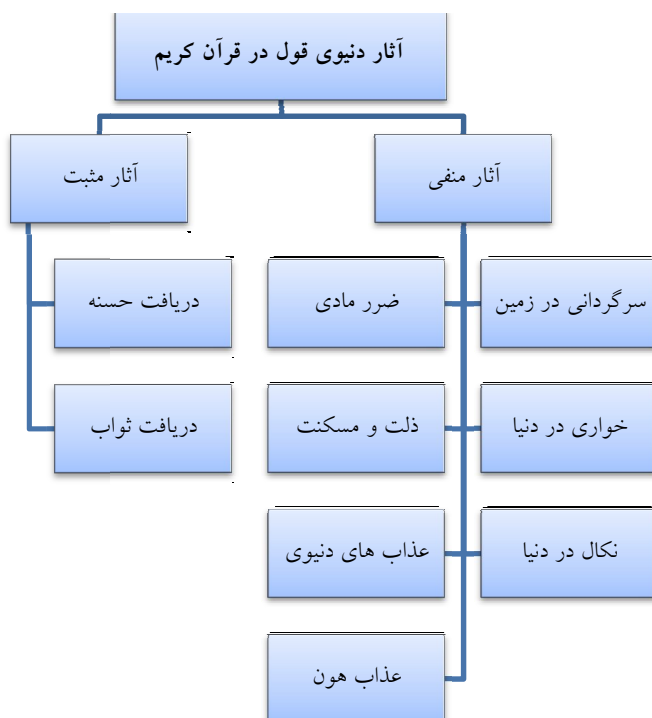 آثار دنیوی قول در قرآن کریم
آثار منفی
آثار مثبت
سرگردانی در زمین
ضرر مادی
دریافت حسنه
خواری در دنیا
ذلت و مسکنت
دریافت ثواب
نکال در دنیا
عذاب های دنیوی
عذاب هون